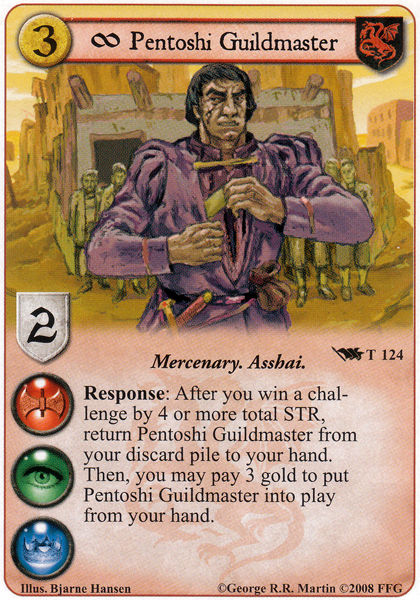 3 ∞ Pentoshi Guildmaster
2
Mercenary. Asshai.
T 124
Response: After you win a chal-
lenge by 4 or more total STR,
return Pentoshi Guildmaster from
your discard pile to your hand.
Then, you may pay 3 gold to put
Pentoshi Guildmaster into play
from your hand.
Illus. Bjarne Hansen ©George R.R. Martin ©2008 FFG